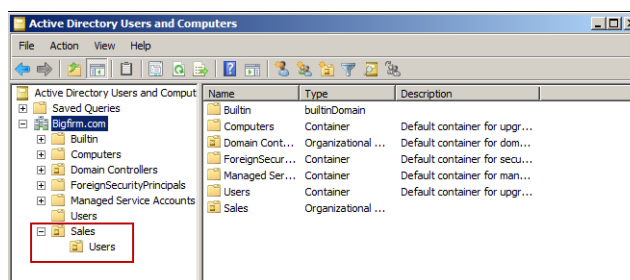 Active Directory Users and Computers
File Action View Help
Active Directory Users and Comput
Saved Queries
Bigfirm.com
Builtin
Computers
Domain Controllers
ForeignSecurityPrincipals
Managed Service Accounts
Users
Sales
Users
Name Type Description
Builtin builtinDomain
Computers Container Default container for upgr...
Domain Cont... Organizational ... Default container for dom...
ForeignSecur... Container Default container for secu...
Managed Ser... Container Default container for man...
Users Container Default container for upgr...
Sales Organizational ...